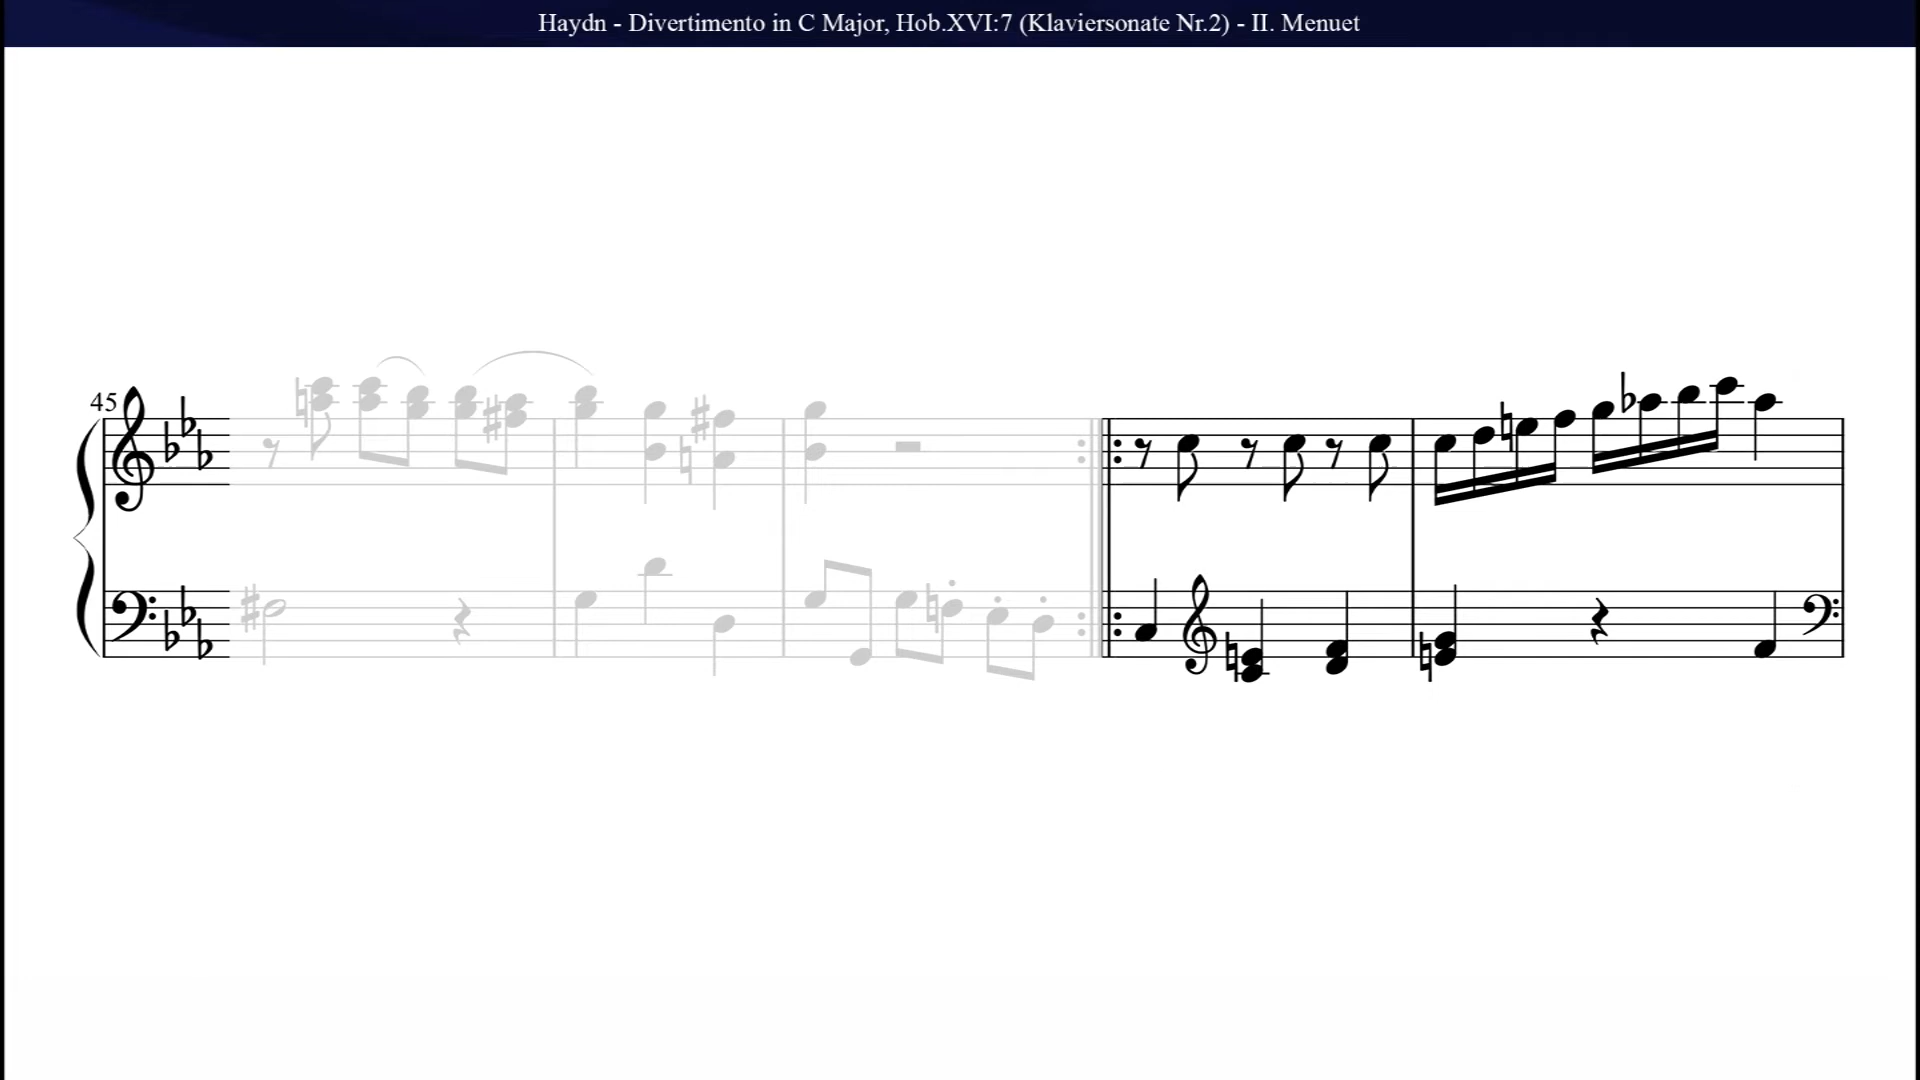 Haydn - Divertimento in C Major, Hob.XVI:7 (Klaviersonate Nr.2) - II. Menuet
45